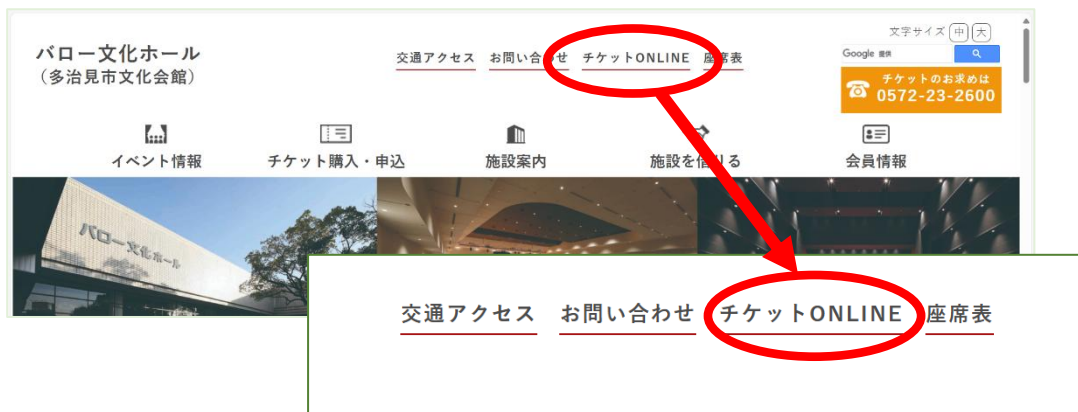 文字サイズ 中 大
バロー文化ホール
(多治見市文化会館)
交通アクセス お問い合わせ チケットONLINE 座席表
Google 提供
チケットのお求めは
0572-23-2600
イベント情報 チケット購入・申込 施設案内 施設を借りる 会員情報
バロー文化ホール
交通アクセス お問い合わせ チケットONLINE 座席表